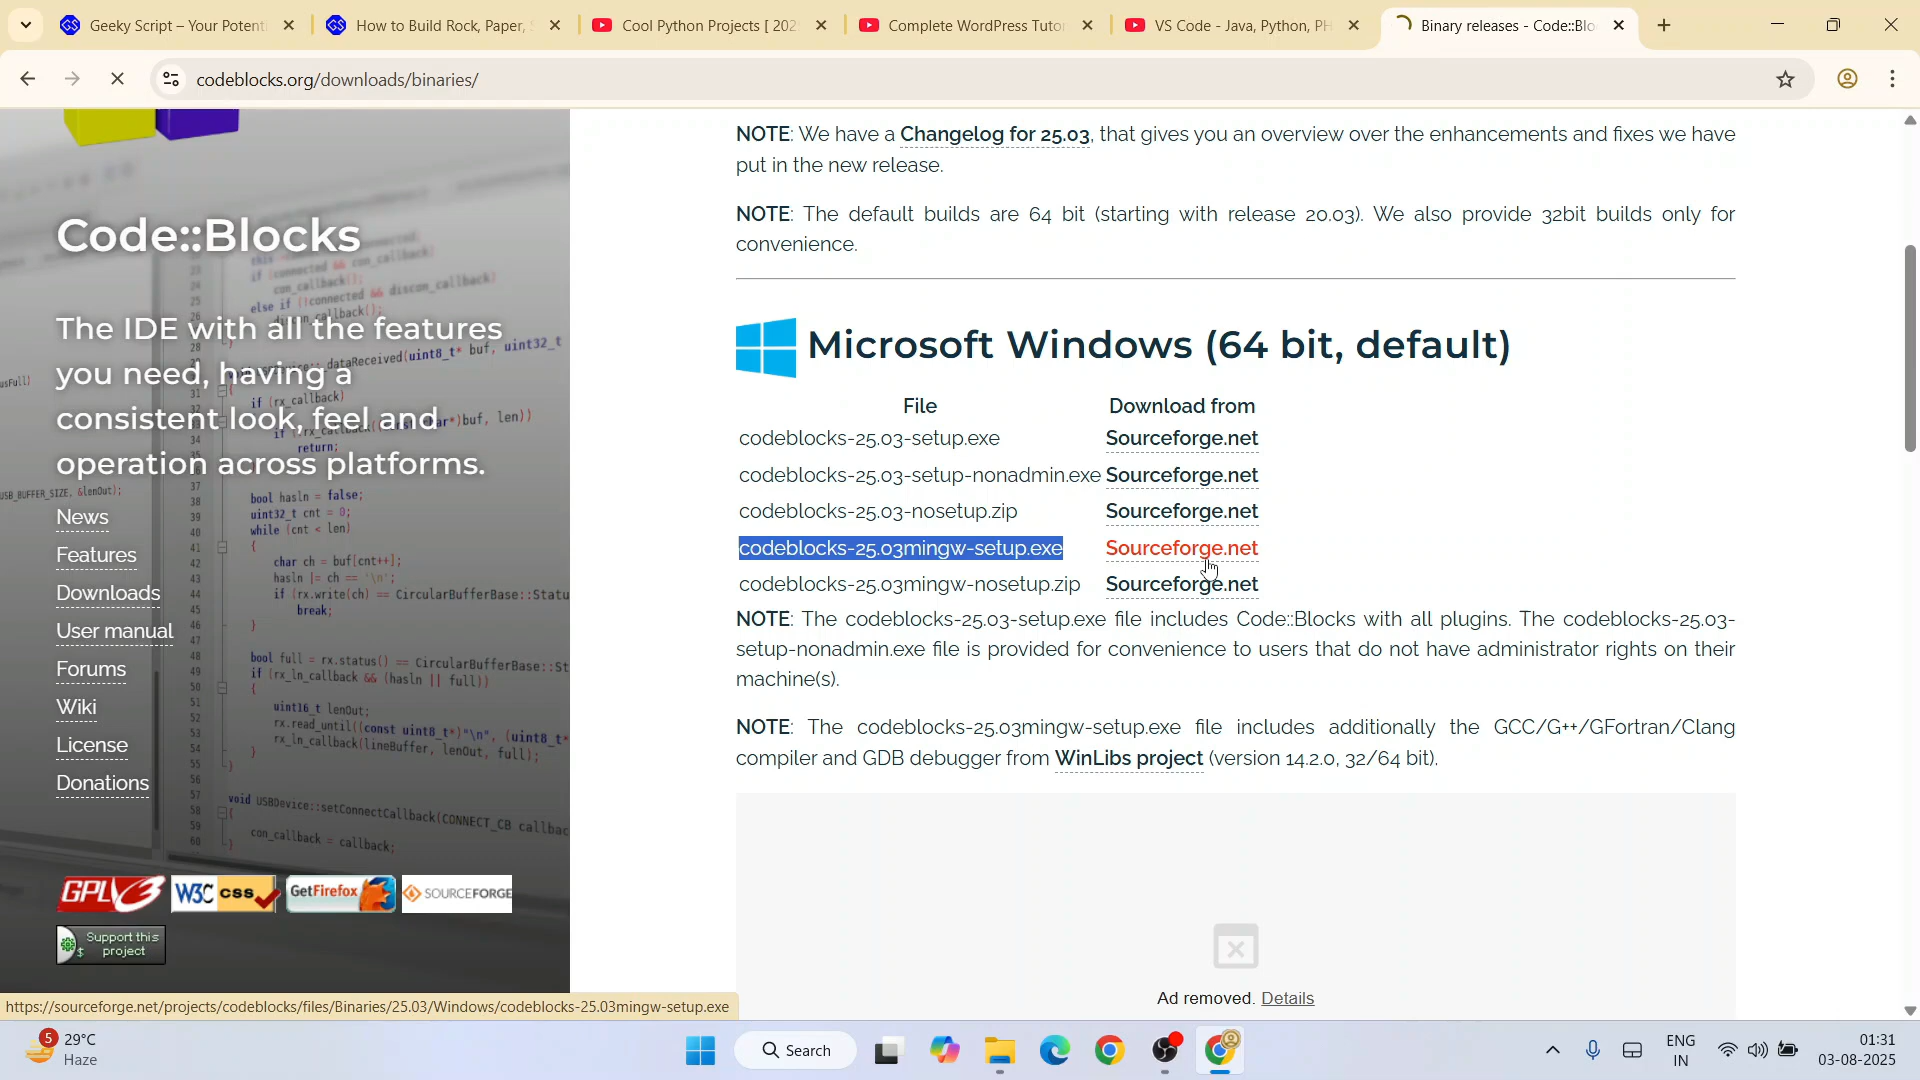 Geeky Script – Your Potenti
How to Build Rock, Paper, S
Cool Python Projects [ 202
Complete WordPress Tutor
VS Code - Java, Python, PH
Binary releases - Code::Blo
codeblocks.org/downloads/binaries/
Code::Blocks
The IDE with all the features
you need, having a
consistent look, feel and
operation across platforms.
News
Features
Downloads
User manual
Forums
Wiki
License
Donations
GPL V3
W3C CSS
Get Firefox
SOURCEFORGE
Support this
project
NOTE: We have a Changelog for 25.03, that gives you an overview over the enhancements and fixes we have
put in the new release.
NOTE: The default builds are 64 bit (starting with release 20.03). We also provide 32bit builds only for
convenience.
Microsoft Windows (64 bit, default)
File Download from
codeblocks-25.03-setup.exe Sourceforge.net
codeblocks-25.03-setup-nonadmin.exe Sourceforge.net
codeblocks-25.03-nosetup.zip Sourceforge.net
codeblocks-25.03mingw-setup.exe Sourceforge.net
codeblocks-25.03mingw-nosetup.zip Sourceforge.net
NOTE: The codeblocks-25.03-setup.exe file includes Code::Blocks with all plugins. The codeblocks-25.03-
setup-nonadmin.exe file is provided for convenience to users that do not have administrator rights on their
machine(s).
NOTE: The codeblocks-25.03mingw-setup.exe file includes additionally the GCC/G++/GFortran/Clang
compiler and GDB debugger from WinLibs project (version 14.2.0, 32/64 bit).
Ad removed. Details
https://sourceforge.net/projects/codeblocks/files/Binaries/25.03/Windows/codeblocks-25.03mingw-setup.exe
5
29°C
Haze
Search
ENG
IN
01:31
03-08-2025